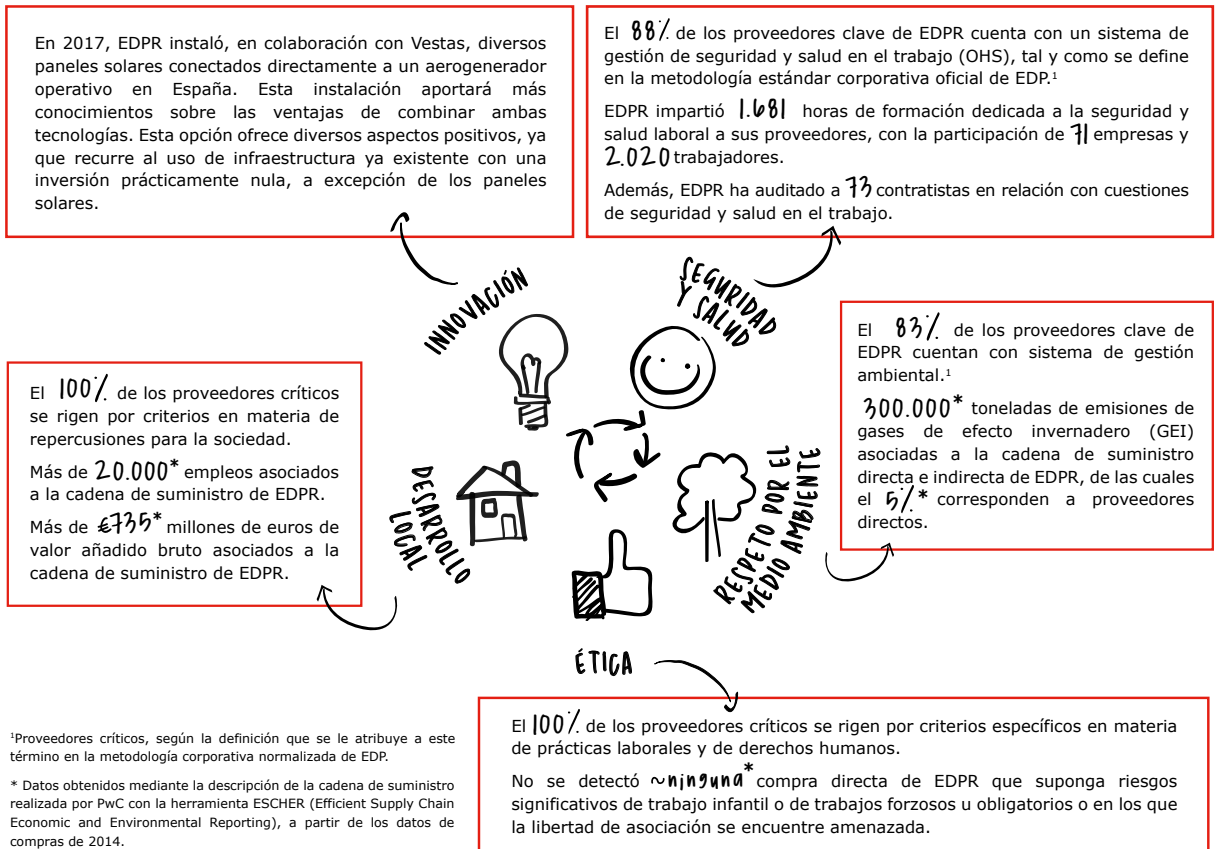 En 2017, EDPR instaló, en colaboración con Vestas, diversos
paneles solares conectados directamente a un aerogenerador
operativo en España. Esta instalación aportará más
conocimientos sobre las ventajas de combinar ambas
tecnologías. Esta opción ofrece diversos aspectos positivos, ya
que recurre al uso de infraestructura ya existente con una
inversión prácticamente nula, a excepción de los paneles
solares.
El 88% de los proveedores clave de EDPR cuenta con un sistema de
gestión de seguridad y salud en el trabajo (OHS), tal y como se define
en la metodología estándar corporativa oficial de EDP.¹
EDPR impartió 1.681 horas de formación dedicada a la seguridad y
salud laboral a sus proveedores, con la participación de 71 empresas y
2.020 trabajadores.
Además, EDPR ha auditado a 73 contratistas en relación con cuestiones
de seguridad y salud en el trabajo.
INNOVACIÓN
SEGURIDAD
Y SALUD
El 83% de los proveedores clave de
EDPR cuentan con sistema de gestión
ambiental.¹
300.000* toneladas de emisiones de
gases de efecto invernadero (GEI)
asociadas a la cadena de suministro
directa e indirecta de EDPR, de las cuales
el 5%* corresponden a proveedores
directos.
El 100% de los proveedores críticos
se rigen por criterios en materia de
repercusiones para la sociedad.
Más de 20.000* empleos asociados
a la cadena de suministro de EDPR.
Más de €735* millones de euros de
valor añadido bruto asociados a la
cadena de suministro de EDPR.
DESARROLLO
LOCAL
RESPETO POR EL
MEDIO AMBIENTE
ÉTICA
El 100% de los proveedores críticos se rigen por criterios específicos en materia
de prácticas laborales y de derechos humanos.
No se detectó ~ninguna* compra directa de EDPR que suponga riesgos
significativos de trabajo infantil o de trabajos forzosos u obligatorios o en los que
la libertad de asociación se encuentre amenazada.
¹Proveedores críticos, según la definición que se le atribuye a este
término en la metodología corporativa normalizada de EDP.
* Datos obtenidos mediante la descripción de la cadena de suministro
realizada por PwC con la herramienta ESCHER (Efficient Supply Chain
Economic and Environmental Reporting), a partir de los datos de
compras de 2014.